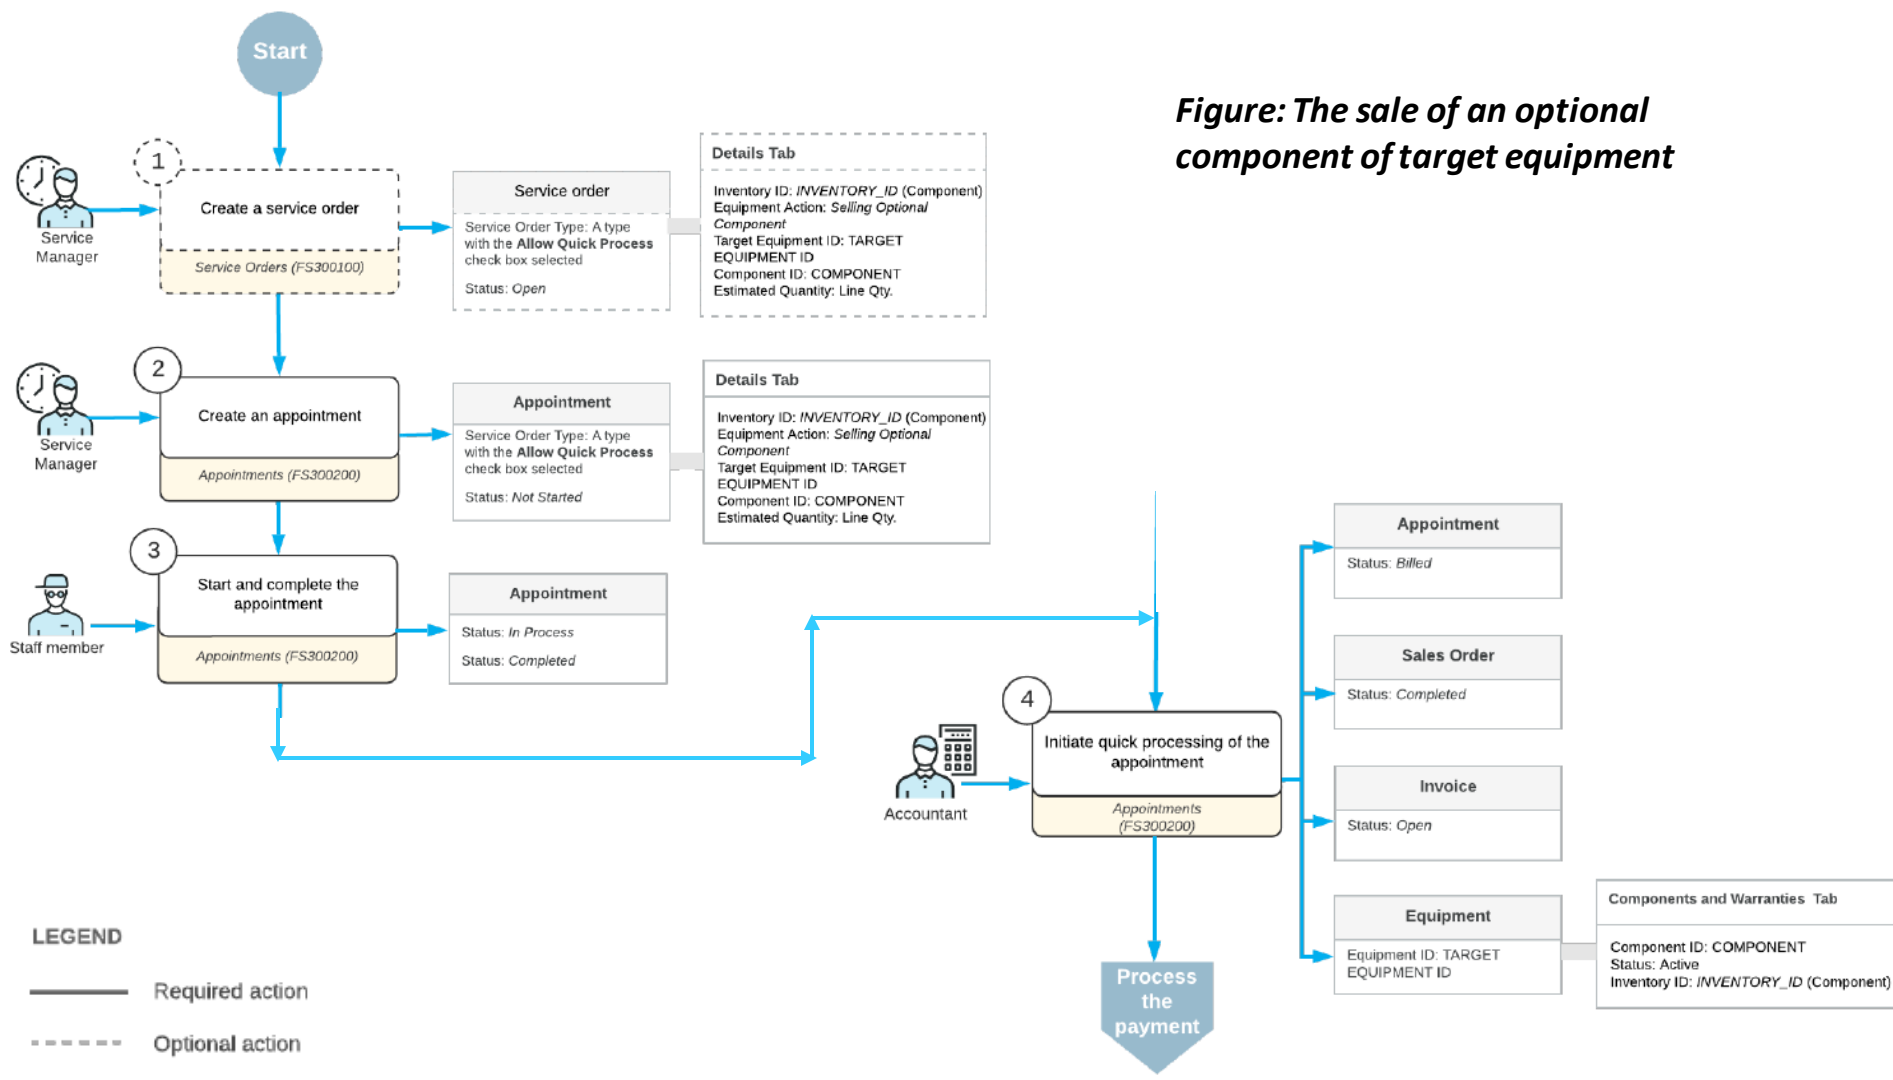 Start
Figure: The sale of an optional
component of target equipment
1
Service
Manager
Create a service order
Service Orders (FS300100)
Service order
Service Order Type: A type
with the Allow Quick Process
check box selected
Status: Open
Details Tab
Inventory ID: INVENTORY_ID (Component)
Equipment Action: Selling Optional
Component
Target Equipment ID: TARGET
EQUIPMENT ID
Component ID: COMPONENT
Estimated Quantity: Line Qty.
2
Service
Manager
Create an appointment
Appointments (FS300200)
Appointment
Service Order Type: A type
with the Allow Quick Process
check box selected
Status: Not Started
Details Tab
Inventory ID: INVENTORY_ID (Component)
Equipment Action: Selling Optional
Component
Target Equipment ID: TARGET
EQUIPMENT ID
Component ID: COMPONENT
Estimated Quantity: Line Qty.
3
Staff member
Start and complete the
appointment
Appointments (FS300200)
Appointment
Status: In Process
Status: Completed
4
Accountant
Initiate quick processing of the
appointment
Appointments
(FS300200)
Appointment
Status: Billed
Sales Order
Status: Completed
Invoice
Status: Open
Equipment
Equipment ID: TARGET
EQUIPMENT ID
Components and Warranties Tab
Component ID: COMPONENT
Status: Active
Inventory ID: INVENTORY_ID (Component)
Process
the
payment
LEGEND
Required action
Optional action